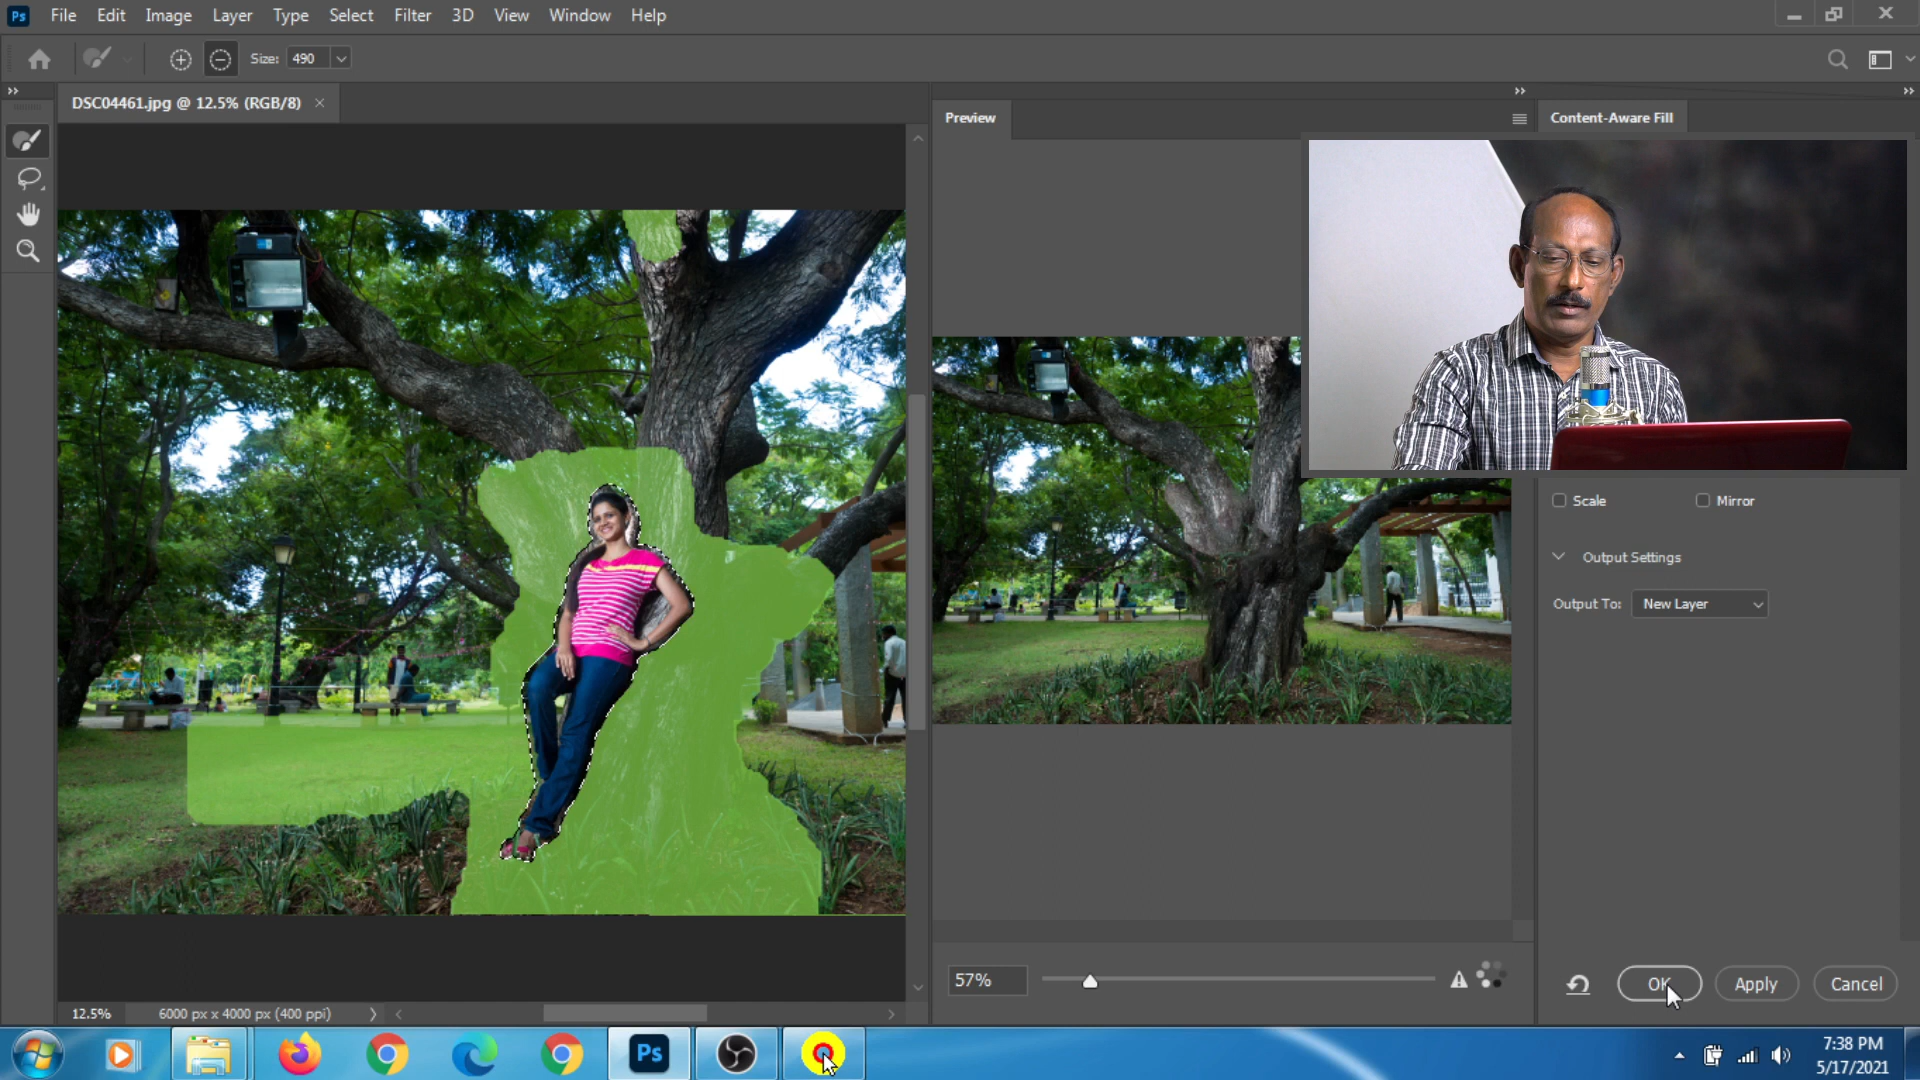 Ps File Edit Image Layer Type Select Filter 3D View Window Help
Size: 490
DSC04461.jpg @ 12.5% (RGB/8) ×
Preview
Content-Aware Fill
Scale Mirror
Output Settings
Output To: New Layer
57%
OK Apply Cancel
12.5% 6000 px x 4000 px (400 ppi)
Ps
7:38 PM
5/17/2021